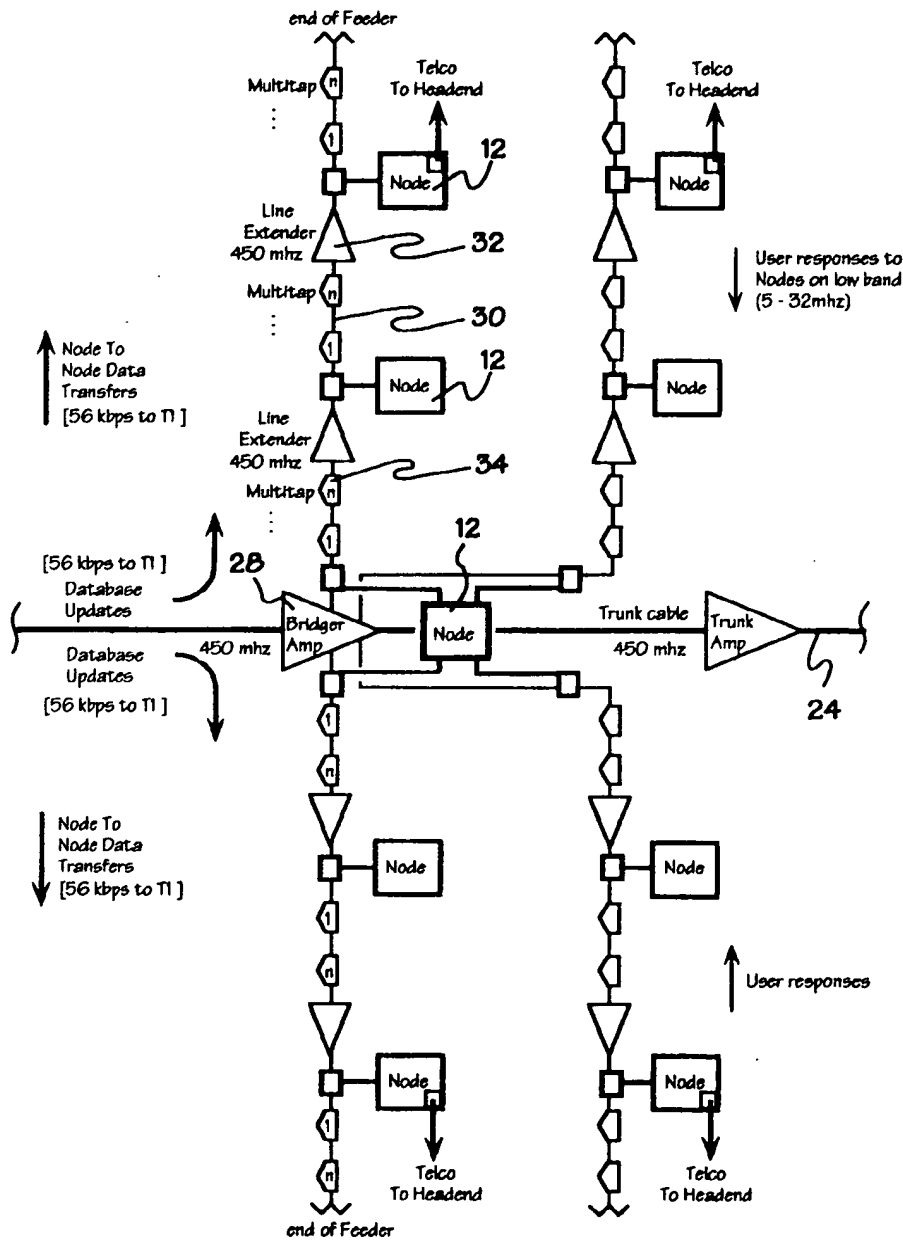 end of Feeder
Multitap
n
Telco
To Headend
Telco
To Headend
1
12
Node
Node
Line
Extender
450 mhz
32
User responses to
Nodes on low band
(5 - 32mhz)
Multitap
n
30
Node To
Node Data
Transfers
[56 kbps to T1 ]
1
12
Node
Node
Line
Extender
450 mhz
34
Multitap
n
1
12
[56 kbps to T1 ]
Database
Updates
28
Bridger
Amp
Node
Trunk cable
Trunk
Amp
450 mhz
450 mhz
24
Database
Updates
[56 kbps to T1 ]
1
n
Node To
Node Data
Transfers
[56 kbps to T1 ]
Node
Node
1
n
User responses
Node
Node
1
Telco
To Headend
Telco
To Headend
n
end of Feeder